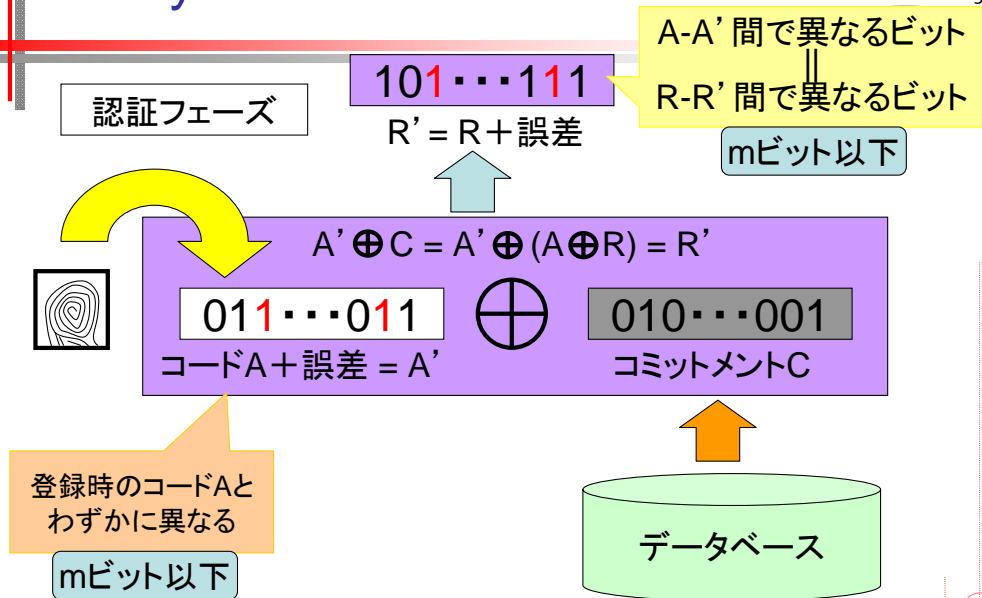 A-A’ 間で異なるビット
||
R-R’ 間で異なるビット
mビット以下
認証フェーズ
101・・・111
R’ = R＋誤差
A’ ⊕ C = A’ ⊕ (A⊕R) = R’
011・・・011
⊕
010・・・001
コードA＋誤差 = A’
コミットメントC
登録時のコードAと
わずかに異なる
mビット以下
データベース